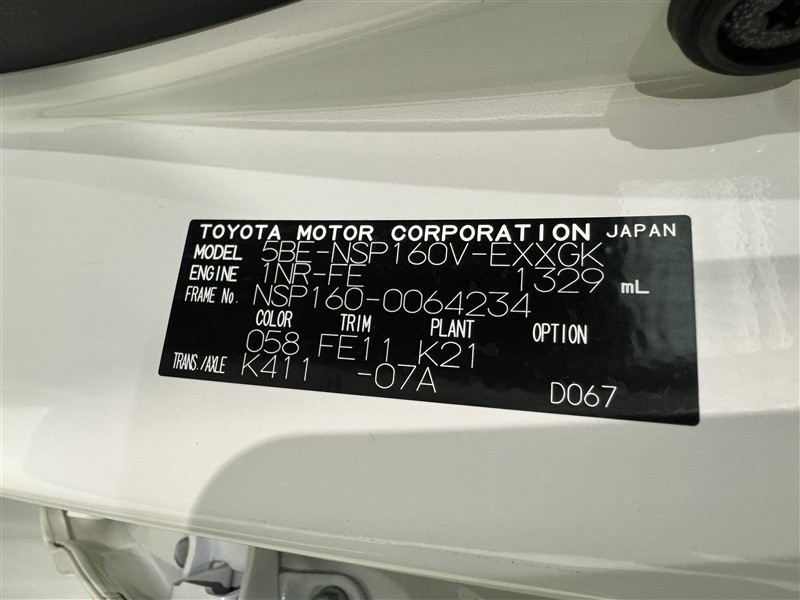 TOYOTA MOTOR CORPORATION JAPAN
MODEL 5BE-NSP160V-EXXGK
ENGINE 1NR-FE 1329 mL
FRAME No. NSP160-0064234
COLOR TRIM PLANT OPTION
058 FE11 K21
TRANS./AXLE K411 -07A D067